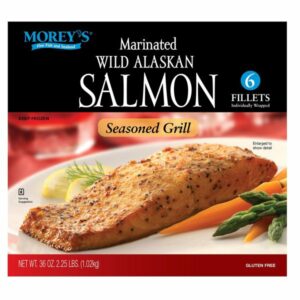 MOREY'S®
Fine Fish and Seafood
Marinated
WILD ALASKAN
SALMON
6
FILLETS
Individually Wrapped
KEEP FROZEN
Seasoned Grill
Enlarged to
show detail
Serving
Suggestion
NET WT. 36 OZ. 2.25 LBS. (1.02kg)
GLUTEN FREE